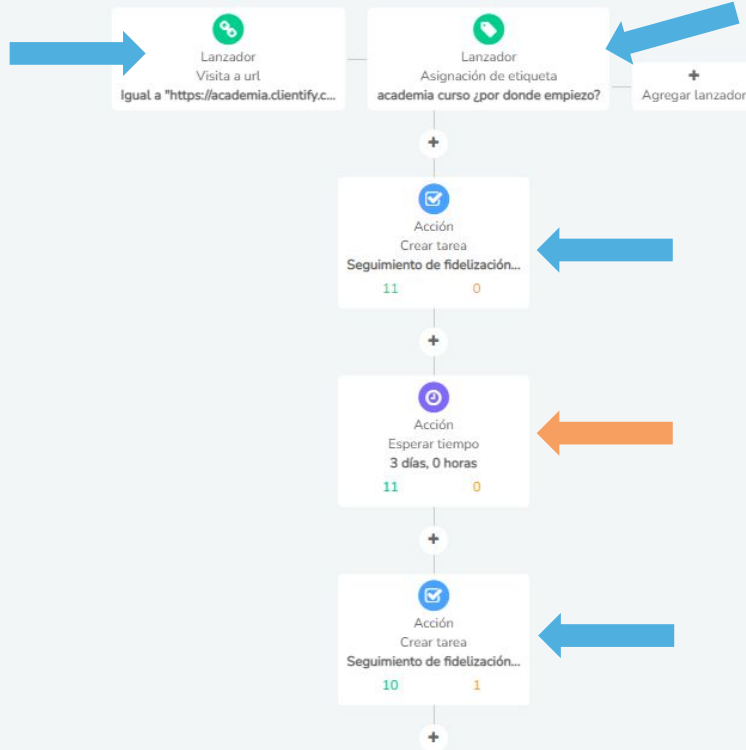 Lanzador
Visita a url
Igual a "https://academia.clientify.c...
Lanzador
Asignación de etiqueta
academia curso ¿por donde empiezo?
+
Agregar lanzador
+
Acción
Crear tarea
Seguimiento de fidelización...
11 0
+
Acción
Esperar tiempo
3 días, 0 horas
11 0
+
Acción
Crear tarea
Seguimiento de fidelización...
10 1
+